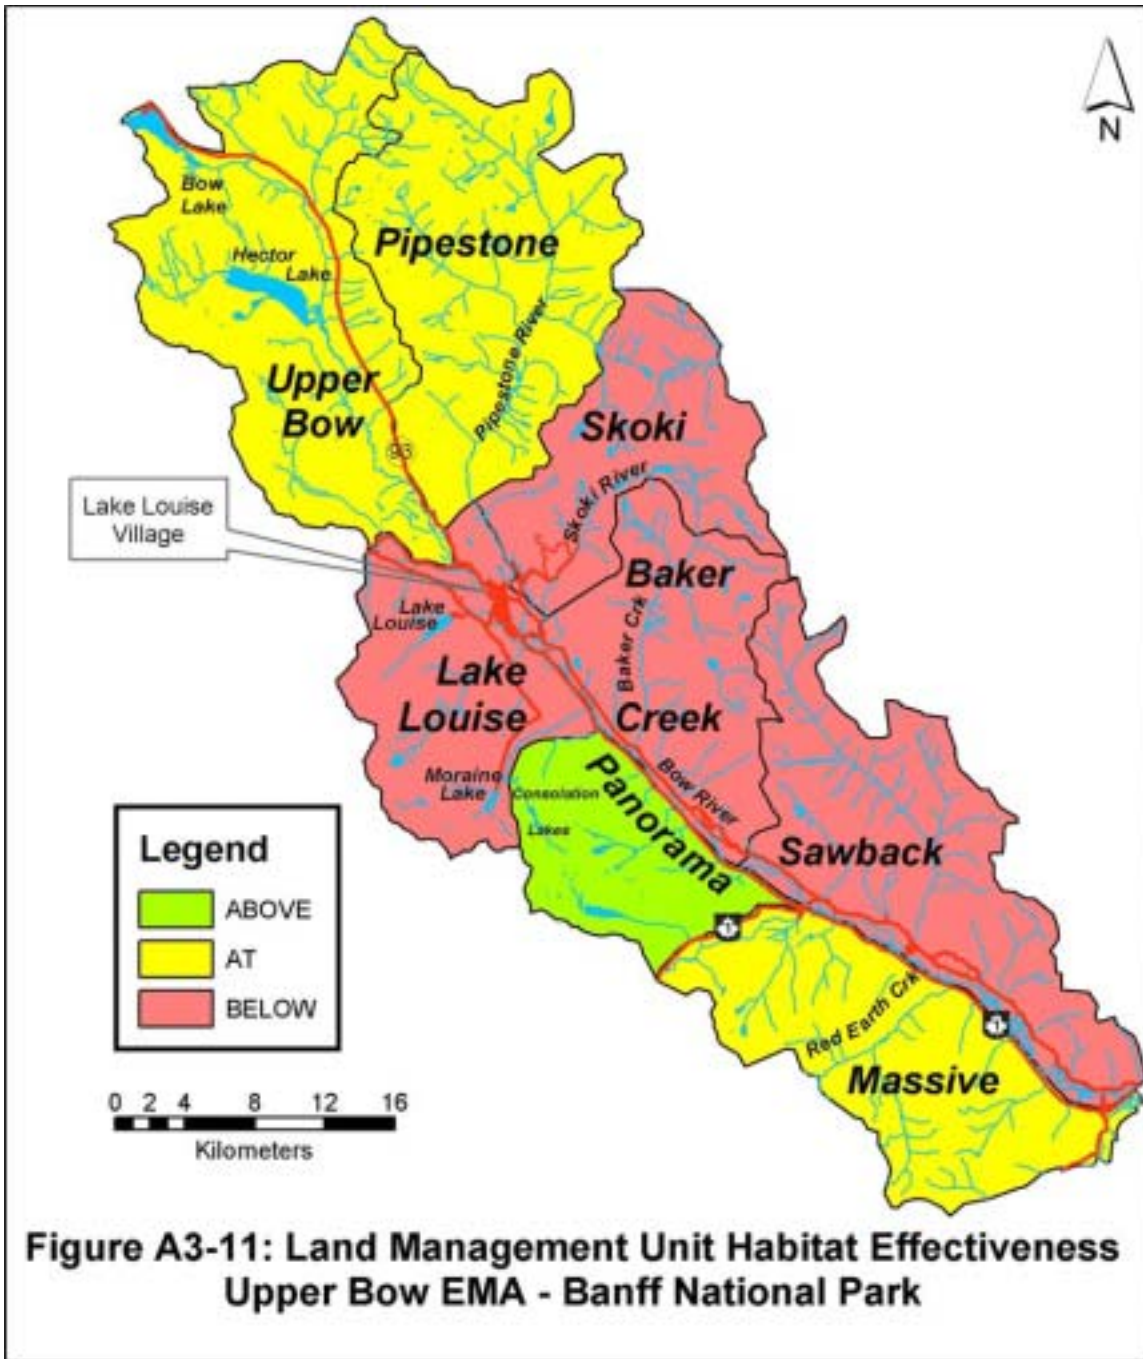 N
Bow
Lake
Hector
Lake
Pipestone
Pipestone River
Upper
Bow
93
Skoki
Skoki River
Lake Louise
Village
Baker
Creek
Baker Crk
Lake
Louise
Lake
Louise
Moraine
Lake
Consolation
Lakes
Panorama
Bow River
Sawback
1
Red Earth Crk
1
Massive
Legend
ABOVE
AT
BELOW
0 2 4 8 12 16
Kilometers
Figure A3-11: Land Management Unit Habitat Effectiveness
Upper Bow EMA - Banff National Park